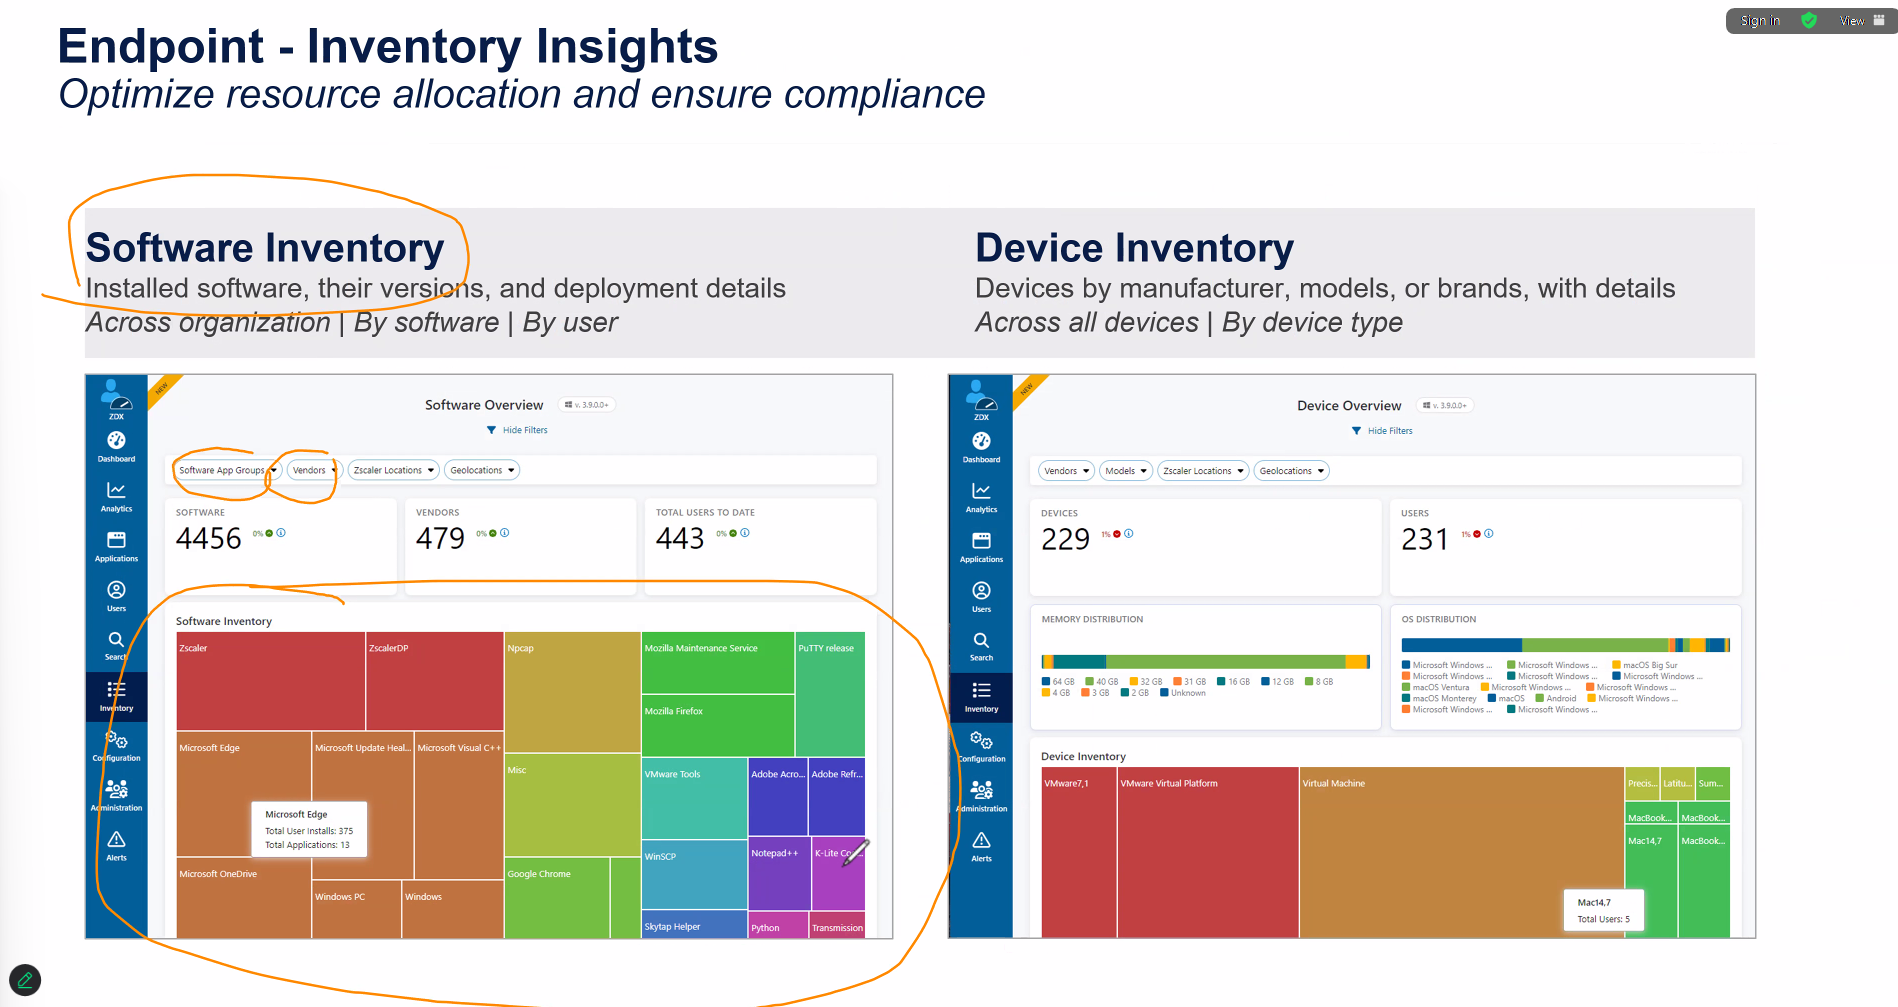 Sign in View
Endpoint - Inventory Insights
Optimize resource allocation and ensure compliance
Software Inventory
Installed software, their versions, and deployment details
Across organization | By software | By user
Device Inventory
Devices by manufacturer, models, or brands, with details
Across all devices | By device type
NEW
ZDX
Dashboard
Analytics
Applications
Users
Search
Inventory
Configuration
Administration
Alerts
Software Overview v. 3.9.0.0+
Hide Filters
Software App Groups Vendors Zscaler Locations Geolocations
SOFTWARE
4456 0%
VENDORS
479 0%
TOTAL USERS TO DATE
443 0%
Software Inventory
Zscaler
ZscalerDP
Npcap
Mozilla Maintenance Service
PuTTY release
Mozilla Firefox
Microsoft Edge
Microsoft Update Heal...
Microsoft Visual C++
Misc
VMware Tools
Adobe Acro...
Adobe Refr...
Microsoft Edge
Total User Installs: 375
Total Applications: 13
WinSCP
Notepad++
K-Lite Co...
Microsoft OneDrive
Google Chrome
Windows PC
Windows
Skytap Helper
Python
Transmission
NEW
ZDX
Dashboard
Analytics
Applications
Users
Search
Inventory
Configuration
Administration
Alerts
Device Overview v. 3.9.0.0+
Hide Filters
Vendors Models Zscaler Locations Geolocations
DEVICES
229 1%
USERS
231 1%
MEMORY DISTRIBUTION
64 GB 40 GB 32 GB 31 GB 16 GB 12 GB 8 GB
4 GB 3 GB 2 GB Unknown
OS DISTRIBUTION
Microsoft Windows ... Microsoft Windows ... macOS Big Sur
Microsoft Windows ... Microsoft Windows ... Microsoft Windows ...
macOS Ventura Microsoft Windows ... Microsoft Windows ...
macOS Monterey macOS Android Microsoft Windows ...
Microsoft Windows ... Microsoft Windows ...
Device Inventory
VMware7,1
VMware Virtual Platform
Virtual Machine
Precis...
Latitu...
Sum...
MacBook...
MacBook...
Mac14,7
MacBook...
Mac14,7
Total Users: 5